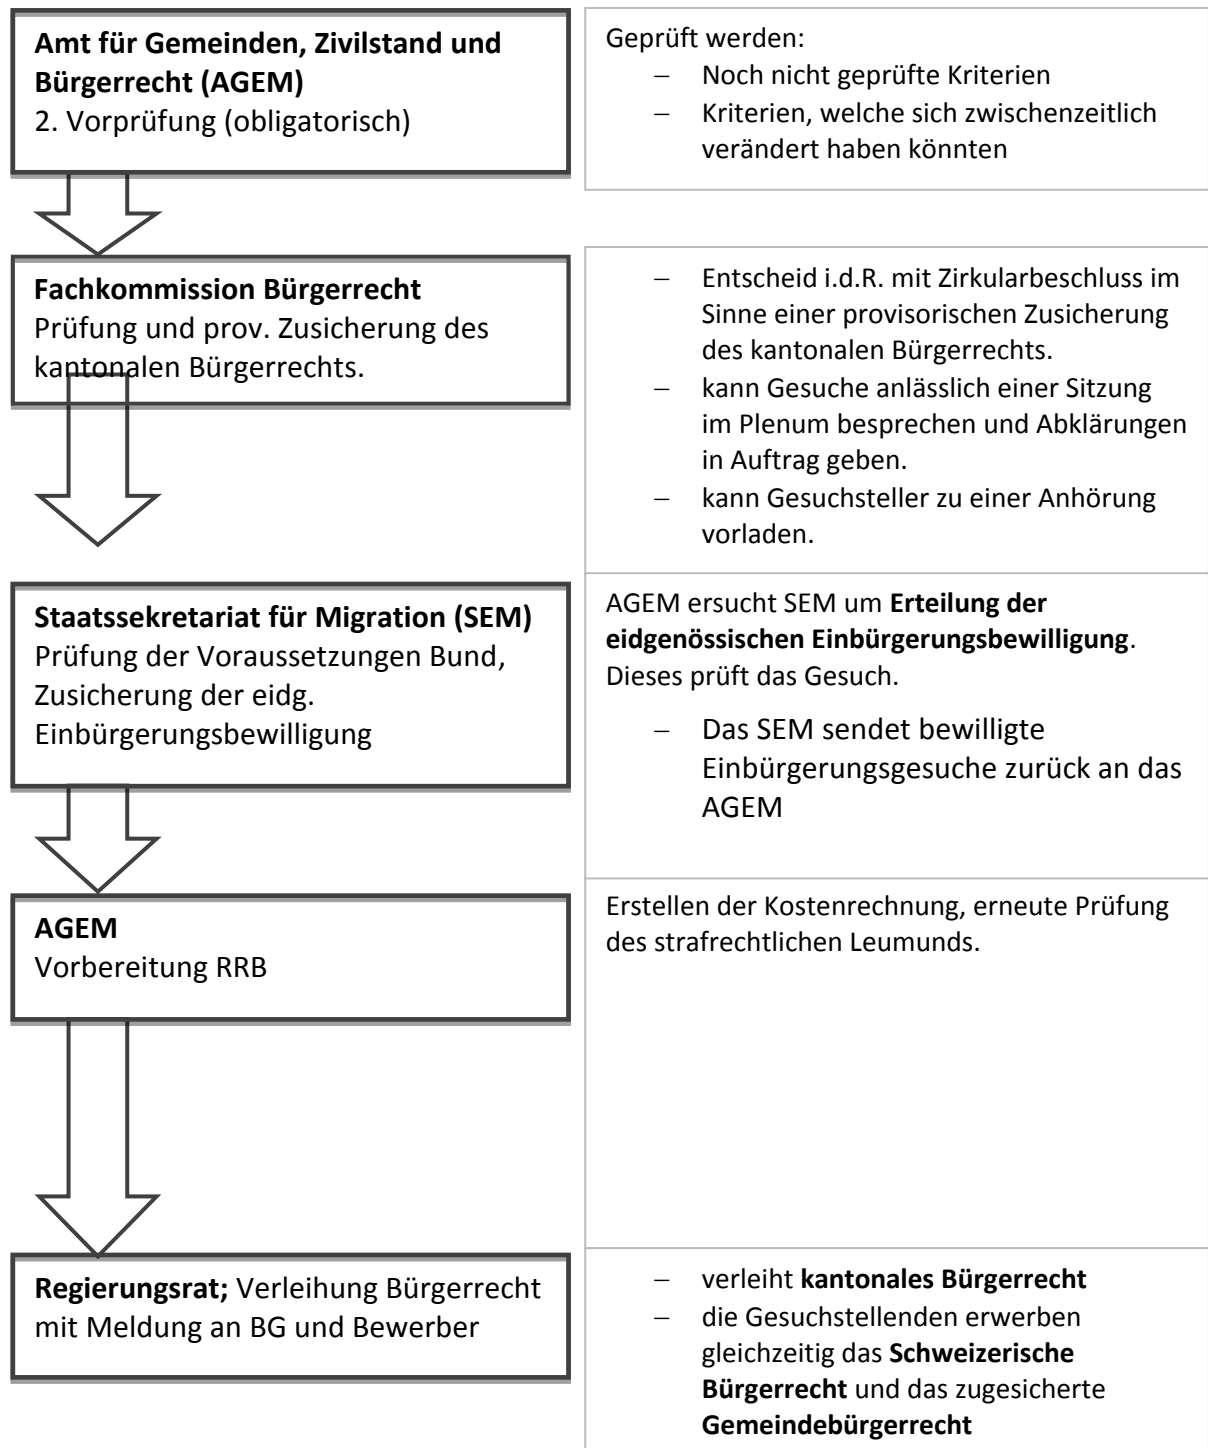 Amt für Gemeinden, Zivilstand und
Bürgerrecht (AGEM)
2. Vorprüfung (obligatorisch)
Geprüft werden:
– Noch nicht geprüfte Kriterien
– Kriterien, welche sich zwischenzeitlich
verändert haben könnten
Fachkommission Bürgerrecht
Prüfung und prov. Zusicherung des
kantonalen Bürgerrechts.
– Entscheid i.d.R. mit Zirkularbeschluss im
Sinne einer provisorischen Zusicherung
des kantonalen Bürgerrechts.
– kann Gesuche anlässlich einer Sitzung
im Plenum besprechen und Abklärungen
in Auftrag geben.
– kann Gesuchsteller zu einer Anhörung
vorladen.
Staatssekretariat für Migration (SEM)
Prüfung der Voraussetzungen Bund,
Zusicherung der eidg.
Einbürgerungsbewilligung
AGEM ersucht SEM um Erteilung der
eidgenössischen Einbürgerungsbewilligung.
Dieses prüft das Gesuch.
– Das SEM sendet bewilligte
Einbürgerungsgesuche zurück an das
AGEM
AGEM
Vorbereitung RRB
Erstellen der Kostenrechnung, erneute Prüfung
des strafrechtlichen Leumunds.
Regierungsrat; Verleihung Bürgerrecht
mit Meldung an BG und Bewerber
– verleiht kantonales Bürgerrecht
– die Gesuchstellenden erwerben
gleichzeitig das Schweizerische
Bürgerrecht und das zugesicherte
Gemeindebürgerrecht